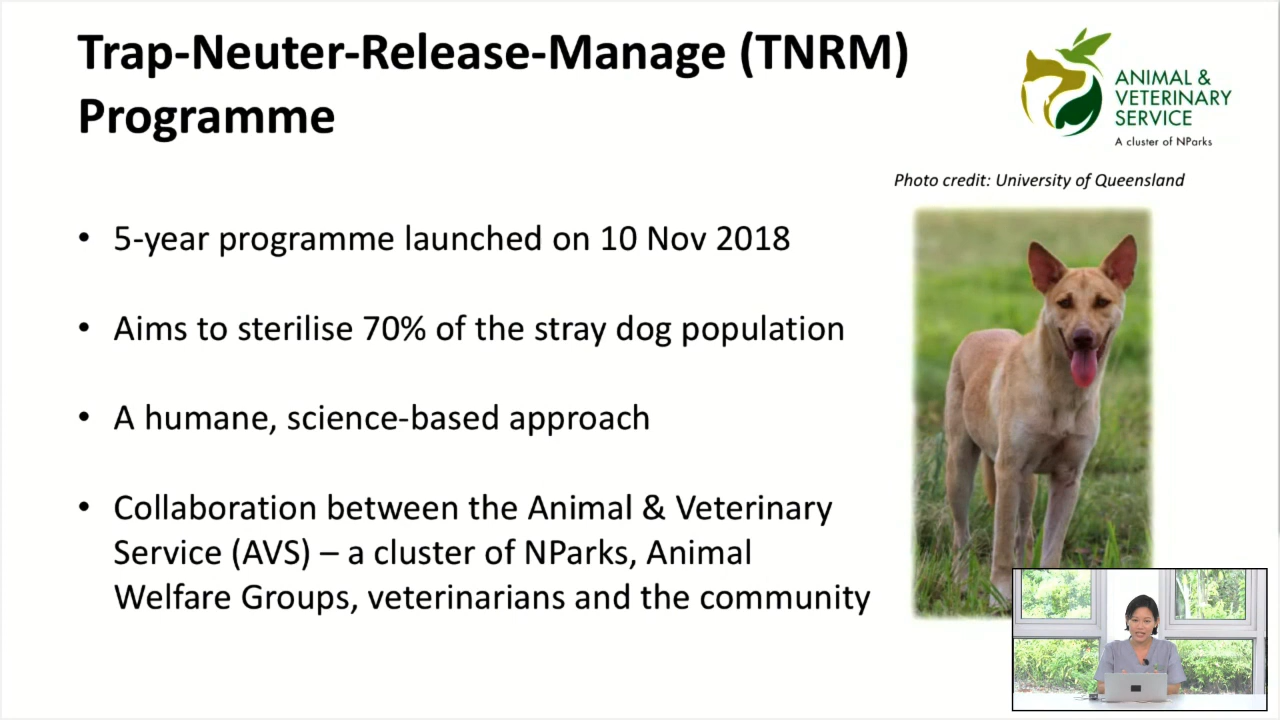 Trap-Neuter-Release-Manage (TNRM)
Programme
ANIMAL &
VETERINARY
SERVICE
A cluster of NParks
Photo credit: University of Queensland
• 5-year programme launched on 10 Nov 2018
• Aims to sterilise 70% of the stray dog population
• A humane, science-based approach
• Collaboration between the Animal & Veterinary
Service (AVS) – a cluster of NParks, Animal
Welfare Groups, veterinarians and the community